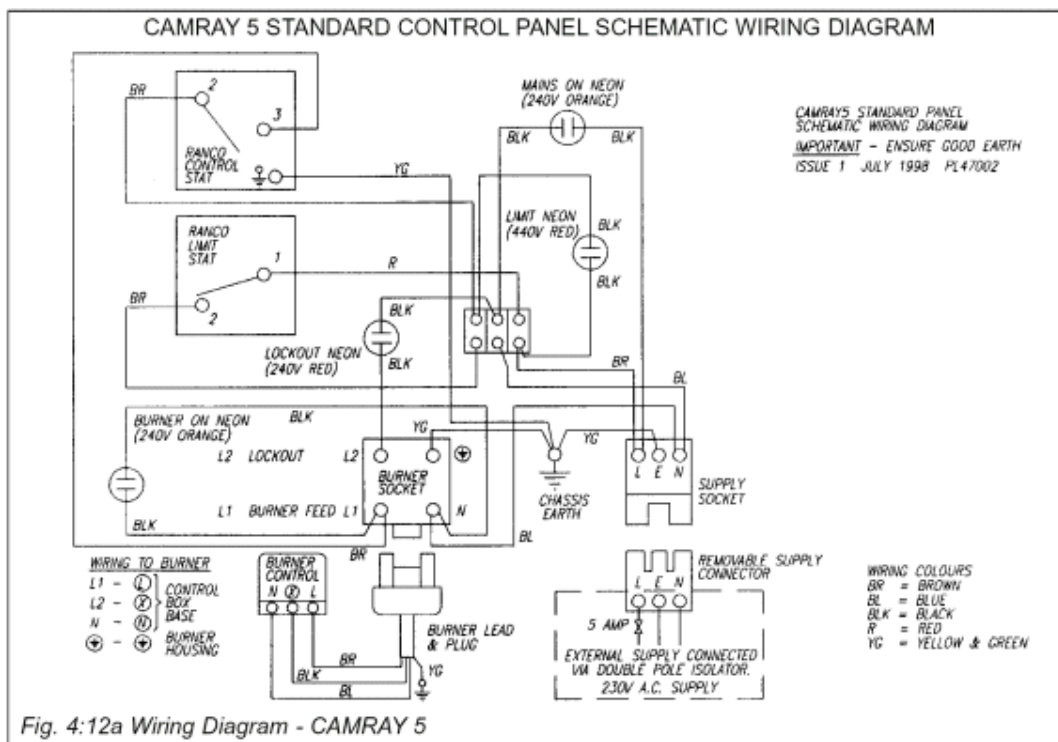 CAMRAY 5 STANDARD CONTROL PANEL SCHEMATIC WIRING DIAGRAM
BR
2
3
RANCO
CONTROL
STAT
YG
MAINS ON NEON
(240V ORANGE)
BLK
BLK
CAMRAY5 STANDARD PANEL
SCHEMATIC WIRING DIAGRAM
IMPORTANT - ENSURE GOOD EARTH
ISSUE 1 JULY 1998 PL47002
LIMIT NEON
(440V RED)
BLK
BLK
RANCO
LIMIT
STAT
1
R
BR
2
BLK
LOCKOUT NEON
(240V RED)
BLK
BR
BL
BURNER ON NEON
(240V ORANGE)
BLK
YG
YG
L2 LOCKOUT
L2
BURNER
SOCKET
L E N
SUPPLY
SOCKET
CHASSIS
EARTH
L1 BURNER FEED
L1
N
BLK
BR
BL
WIRING TO BURNER
L1 - L
L2 - X
N - N
CONTROL
BOX
BASE
- BURNER
HOUSING
BURNER
CONTROL
N X L
BURNER LEAD
& PLUG
BR
BLK
BL
YG
REMOVABLE SUPPLY
CONNECTOR
L E N
5 AMP
EXTERNAL SUPPLY CONNECTED
VIA DOUBLE POLE ISOLATOR.
230V A.C. SUPPLY
WIRING COLOURS
BR = BROWN
BL = BLUE
BLK = BLACK
R = RED
YG = YELLOW & GREEN
Fig. 4:12a Wiring Diagram - CAMRAY 5